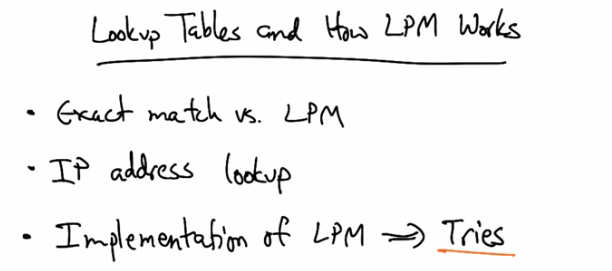 Lookup Tables and How LPM Works
• Exact match vs. LPM
• IP address lookup
• Implementation of LPM ⇒ Tries